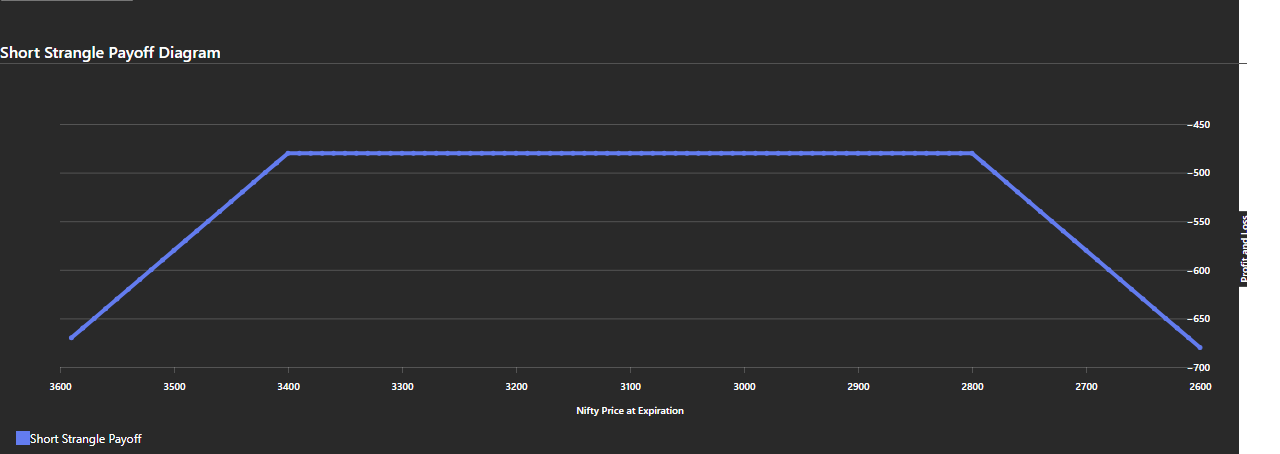 Short Strangle Payoff Diagram
−450
−500
−550
−600
−650
−700
Profit and Loss
3600 3500 3400 3300 3200 3100 3000 2900 2800 2700 2600
Nifty Price at Expiration
Short Strangle Payoff